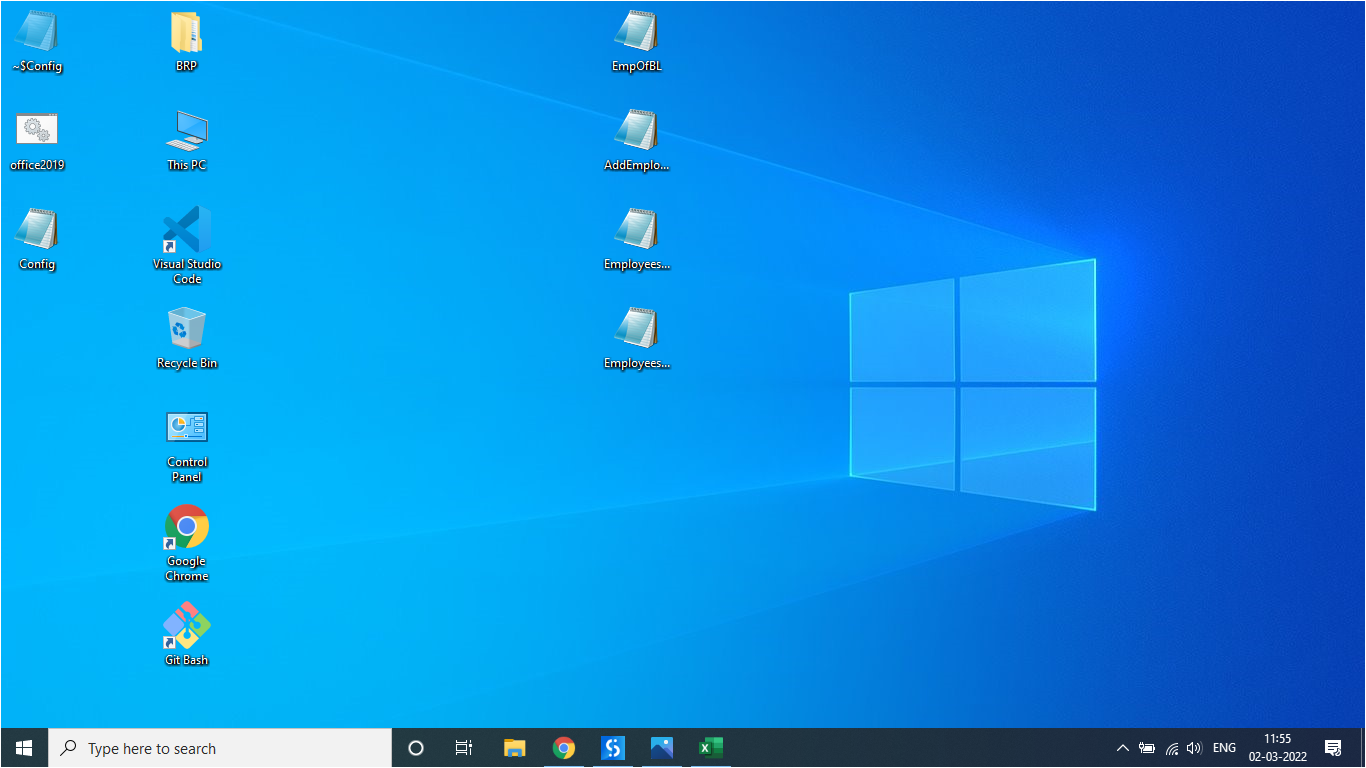 ~$Config
BRP
EmpOfBL
office2019
This PC
AddEmplo...
Config
Visual Studio
Code
Employees...
Recycle Bin
Employees...
Control
Panel
Google
Chrome
Git Bash
Type here to search
ENG
11:55
02-03-2022